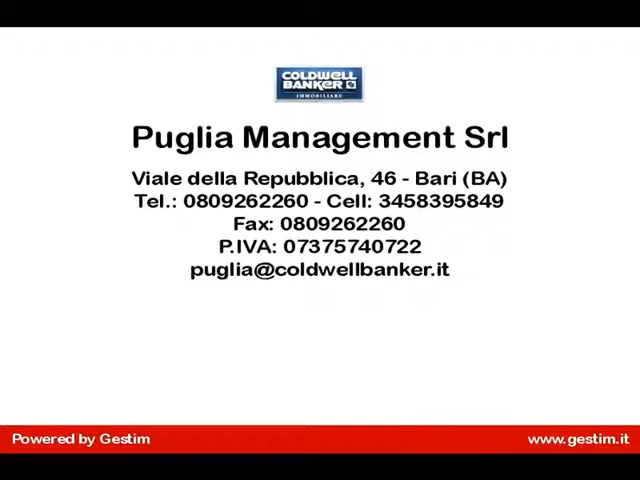 COLDWELL
BANKER
IMMOBILIARE
Puglia Management Srl
Viale della Repubblica, 46 - Bari (BA)
Tel.: 0809262260 - Cell: 3458395849
Fax: 0809262260
P.IVA: 07375740722
puglia@coldwellbanker.it
Powered by Gestim
www.gestim.it